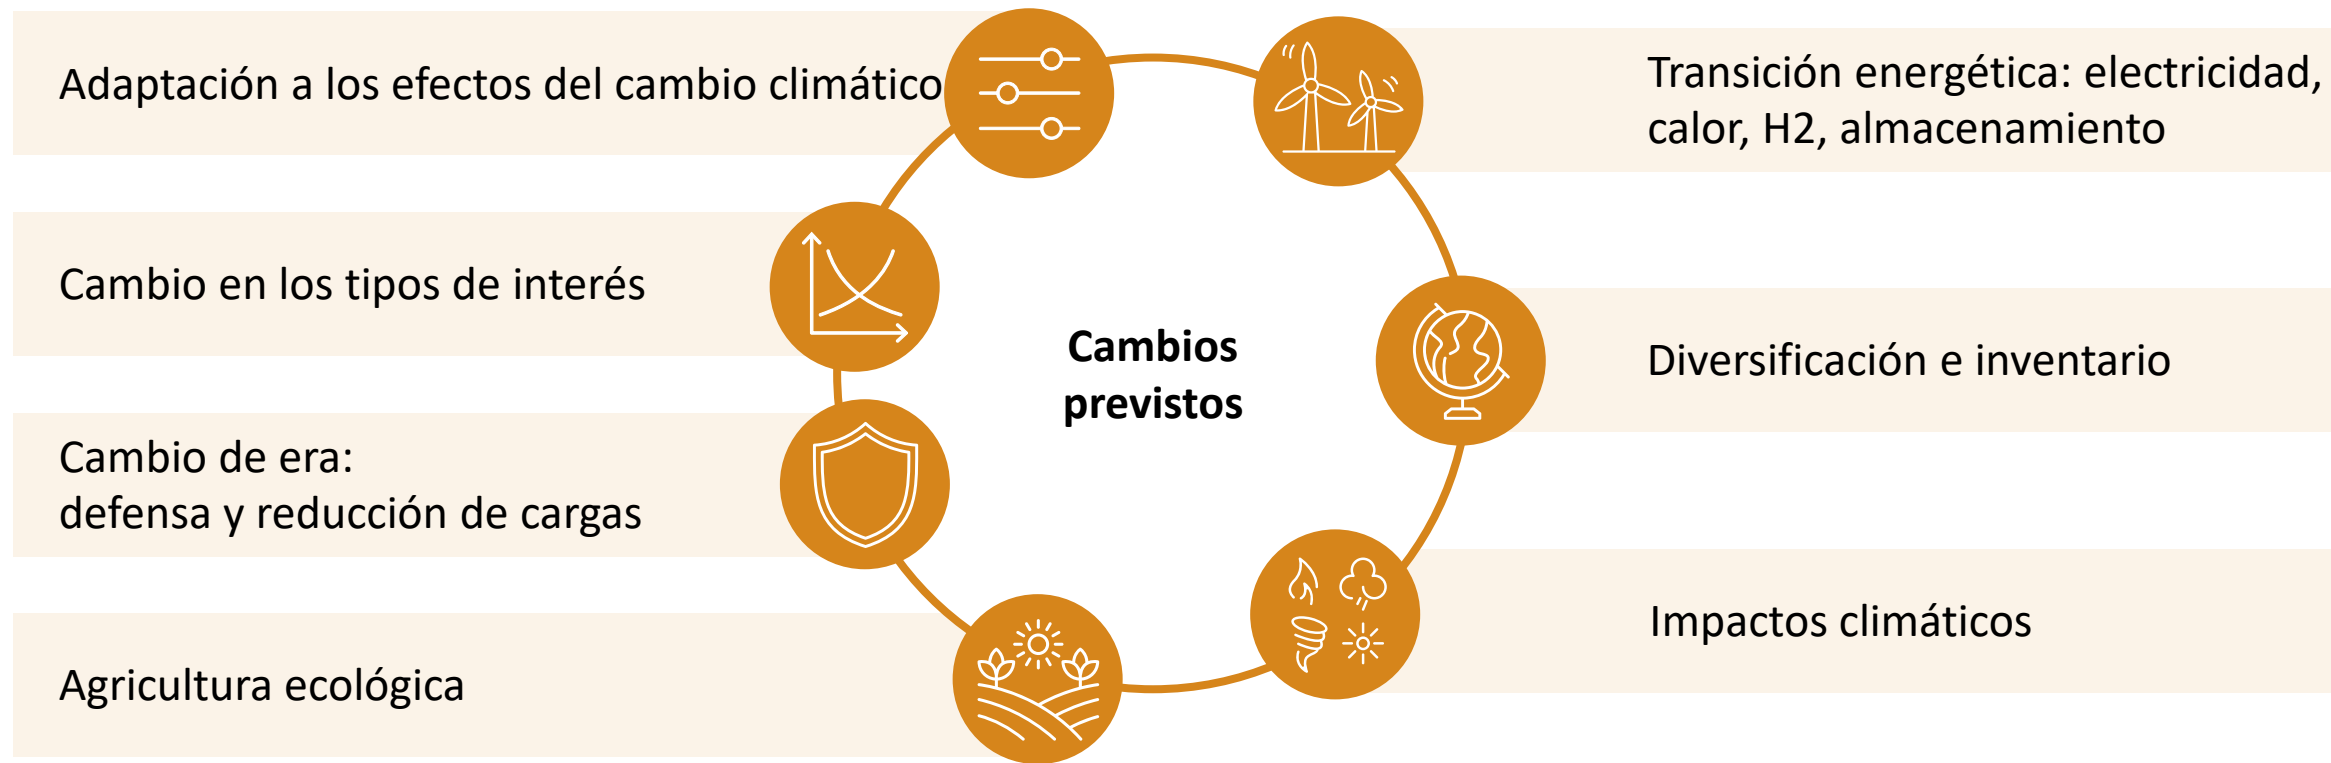 Adaptación a los efectos del cambio climático
Cambio en los tipos de interés
Cambio de era:
defensa y reducción de cargas
Agricultura ecológica
Cambios
previstos
Transición energética: electricidad,
calor, H2, almacenamiento
Diversificación e inventario
Impactos climáticos